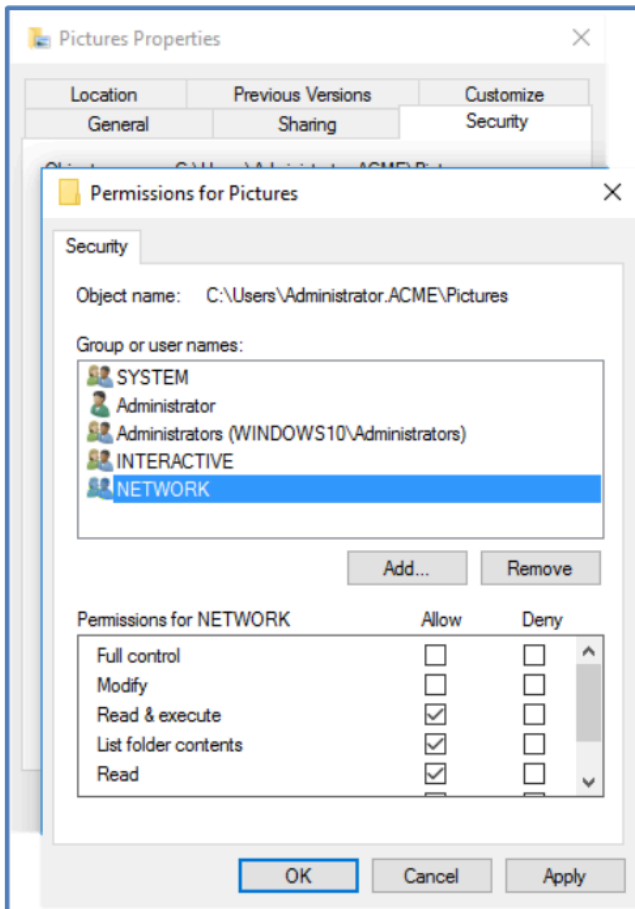 Pictures Properties
Location Previous Versions Customize
General Sharing Security
Permissions for Pictures
Security
Object name: C:\Users\Administrator.ACME\Pictures
Group or user names:
SYSTEM
Administrator
Administrators (WINDOWS10\Administrators)
INTERACTIVE
NETWORK
Add... Remove
Permissions for NETWORK Allow Deny
Full control
Modify
Read & execute
List folder contents
Read
OK Cancel Apply